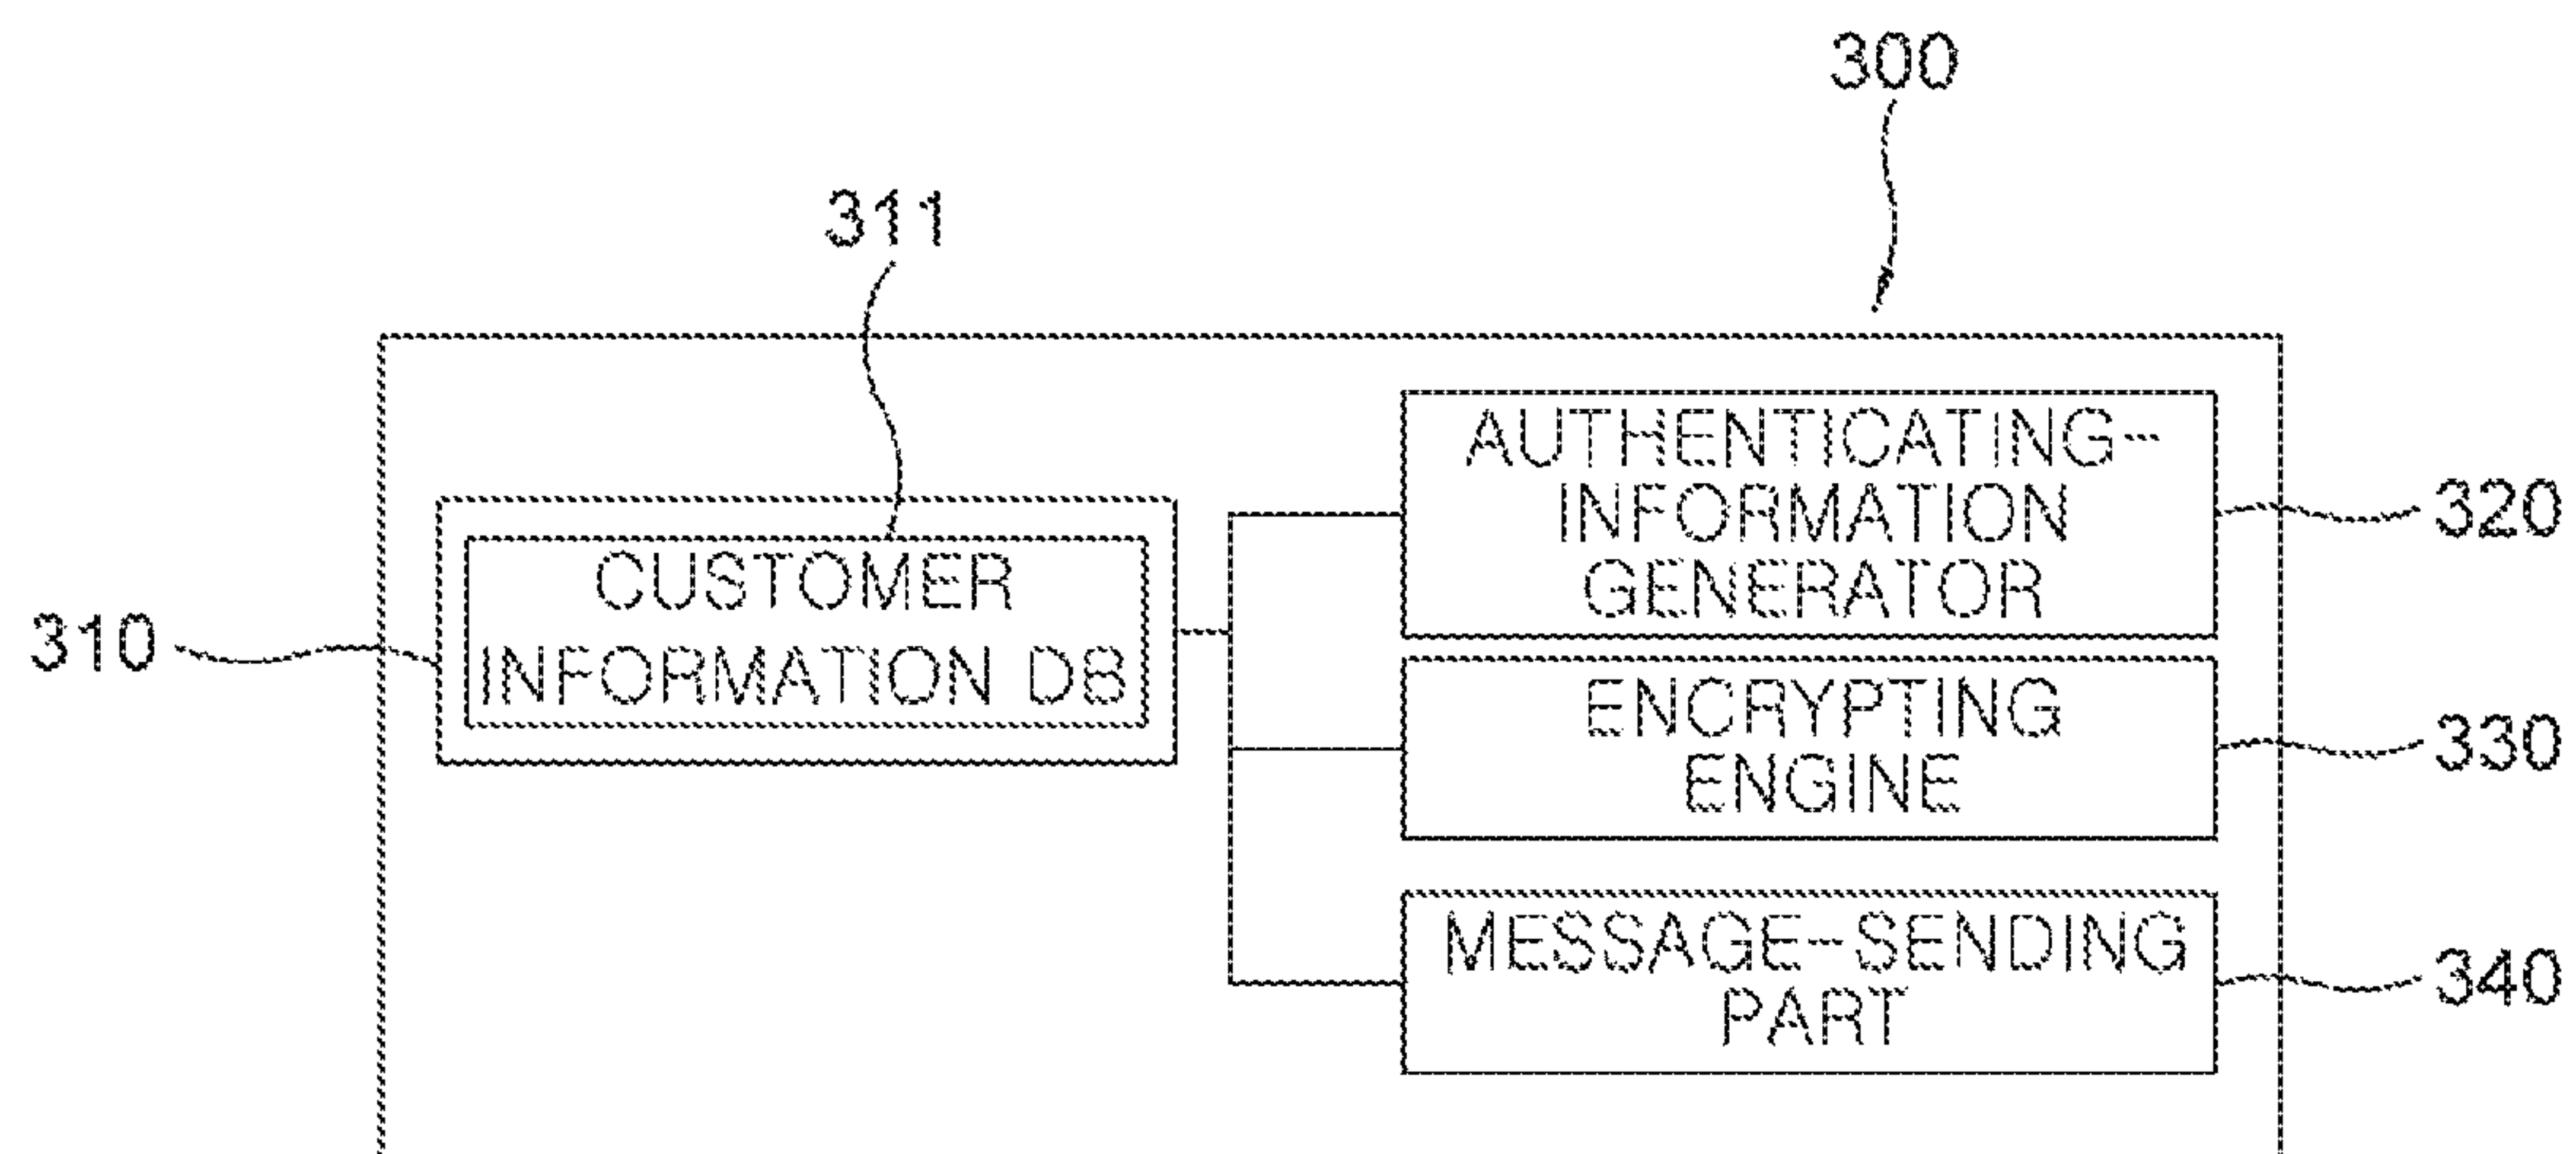 300
311
AUTHENTICATING-
INFORMATION
GENERATOR
320
CUSTOMER
INFORMATION DB
310
ENCRYPTING
ENGINE
330
MESSAGE-SENDING
PART
340